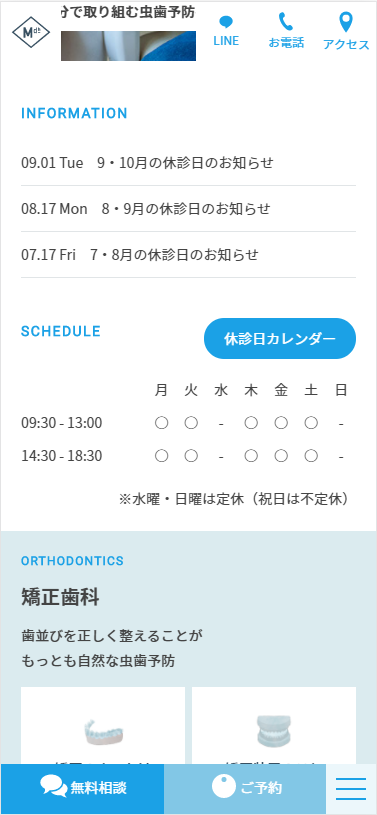 分で取り組む虫歯予防
LINE
お電話
アクセス
INFORMATION
09.01 Tue 9・10月の休診日のお知らせ
08.17 Mon 8・9月の休診日のお知らせ
07.17 Fri 7・8月の休診日のお知らせ
SCHEDULE
休診日カレンダー
月 火 水 木 金 土 日
09:30 - 13:00 ○ ○ - ○ ○ ○ -
14:30 - 18:30 ○ ○ - ○ ○ ○ -
※水曜・日曜は定休（祝日は不定休）
ORTHODONTICS
矯正歯科
歯並びを正しく整えることが
もっとも自然な虫歯予防
無料相談
ご予約